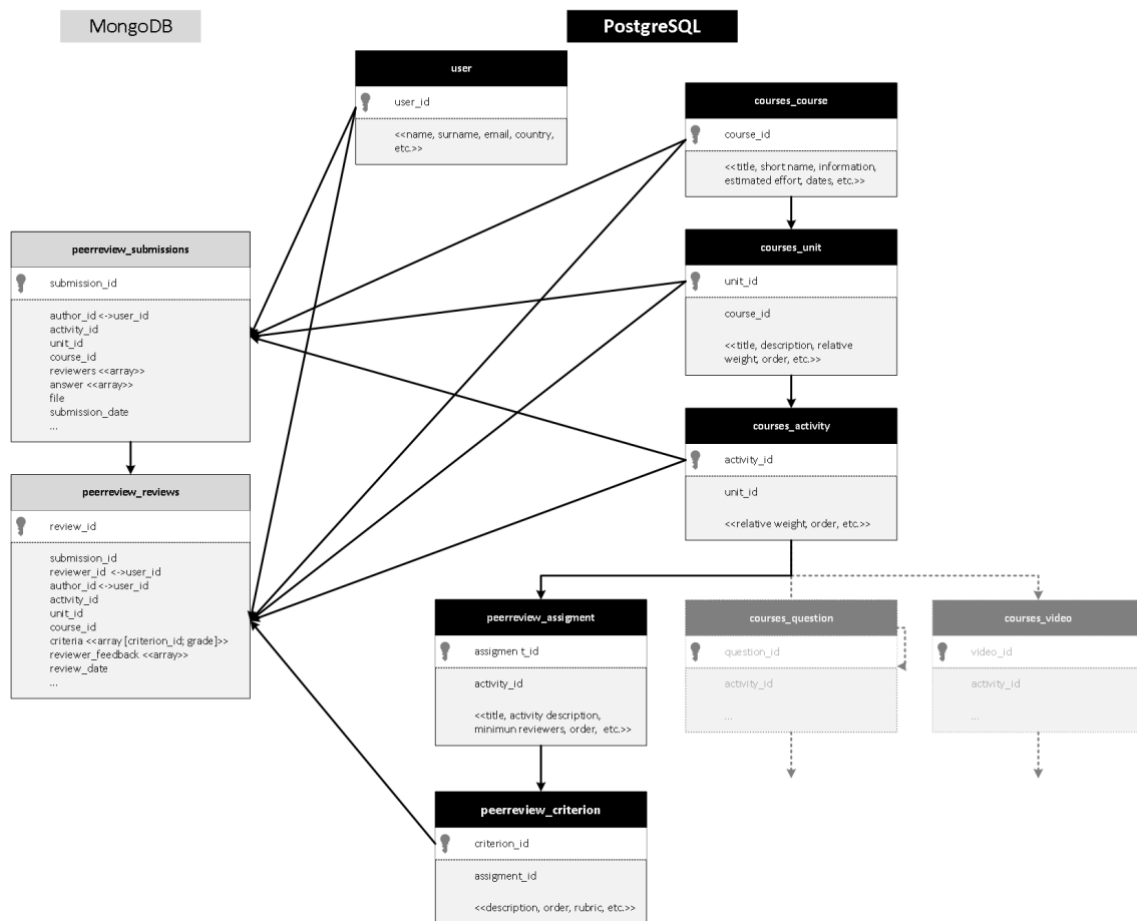 MongoDB
PostgreSQL
user
user_id
<<name, surname, email, country,
etc.>>
courses_course
course_id
<<title, short name, information,
estimated effort, dates, etc.>>
peerreview_submissions
submission_id
author_id <->user_id
activity_id
unit_id
course_id
reviewers <<array>>
answer <<array>>
file
submission_date
...
courses_unit
unit_id
course_id
<<title, description, relative
weight, order, etc.>>
courses_activity
activity_id
unit_id
<<relative weight, order, etc.>>
peerreview_reviews
review_id
submission_id
reviewer_id <->user_id
author_id <->user_id
activity_id
unit_id
course_id
criteria <<array [criterion_id; grade]>>
reviewer_feedback <<array>>
review_date
...
peerreview_assigment
assigmen t_id
activity_id
<<title, activity description,
minimun reviewers, order, etc.>>
courses_question
question_id
activity_id
...
courses_video
video_id
activity_id
...
peerreview_criterion
criterion_id
assigment_id
<<description, order, rubric, etc.>>